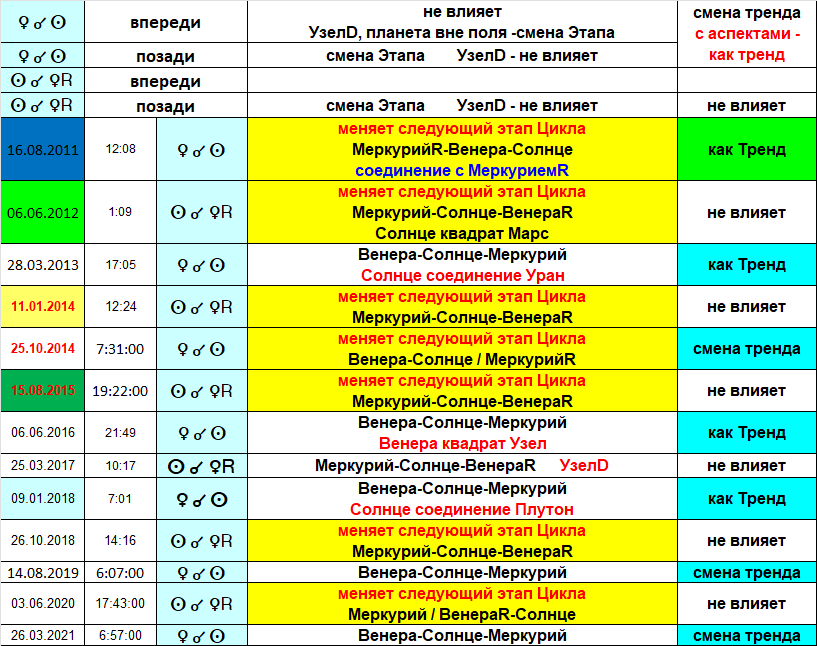 ♀☌☉ впереди не влияет смена тренда
УзелD, планета вне поля -смена Этапа с аспектами -
♀☌☉ позади смена Этапа УзелD - не влияет как тренд
☉☌♀R впереди
☉☌♀R позади смена Этапа УзелD - не влияет не влияет
меняет следующий этап Цикла
16.08.2011 12:08 ♀☌☉ МеркурийR-Венера-Солнце как Тренд
соединение с МеркуриемR
меняет следующий этап Цикла
06.06.2012 1:09 ☉☌♀R Меркурий-Солнце-ВенераR не влияет
Солнце квадрат Марс
28.03.2013 17:05 ♀☌☉ Венера-Солнце-Меркурий как Тренд
Солнце соединение Уран
11.01.2014 12:24 ☉☌♀R меняет следующий этап Цикла не влияет
Меркурий-Солнце-ВенераR
25.10.2014 7:31:00 ♀☌☉ меняет следующий этап Цикла смена тренда
Венера-Солнце / МеркурийR
15.08.2015 19:22:00 ☉☌♀R меняет следующий этап Цикла не влияет
Меркурий-Солнце-ВенераR
06.06.2016 21:49 ♀☌☉ Венера-Солнце-Меркурий как Тренд
Венера квадрат Узел
25.03.2017 10:17 ☉☌♀R Меркурий-Солнце-ВенераR УзелD не влияет
09.01.2018 7:01 ♀☌☉ Венера-Солнце-Меркурий как Тренд
Солнце соединение Плутон
26.10.2018 14:16 ☉☌♀R меняет следующий этап Цикла не влияет
Меркурий-Солнце-ВенераR
14.08.2019 6:07:00 ♀☌☉ Венера-Солнце-Меркурий смена тренда
03.06.2020 17:43:00 ☉☌♀R меняет следующий этап Цикла не влияет
Меркурий / ВенераR-Солнце
26.03.2021 6:57:00 ♀☌☉ Венера-Солнце-Меркурий смена тренда